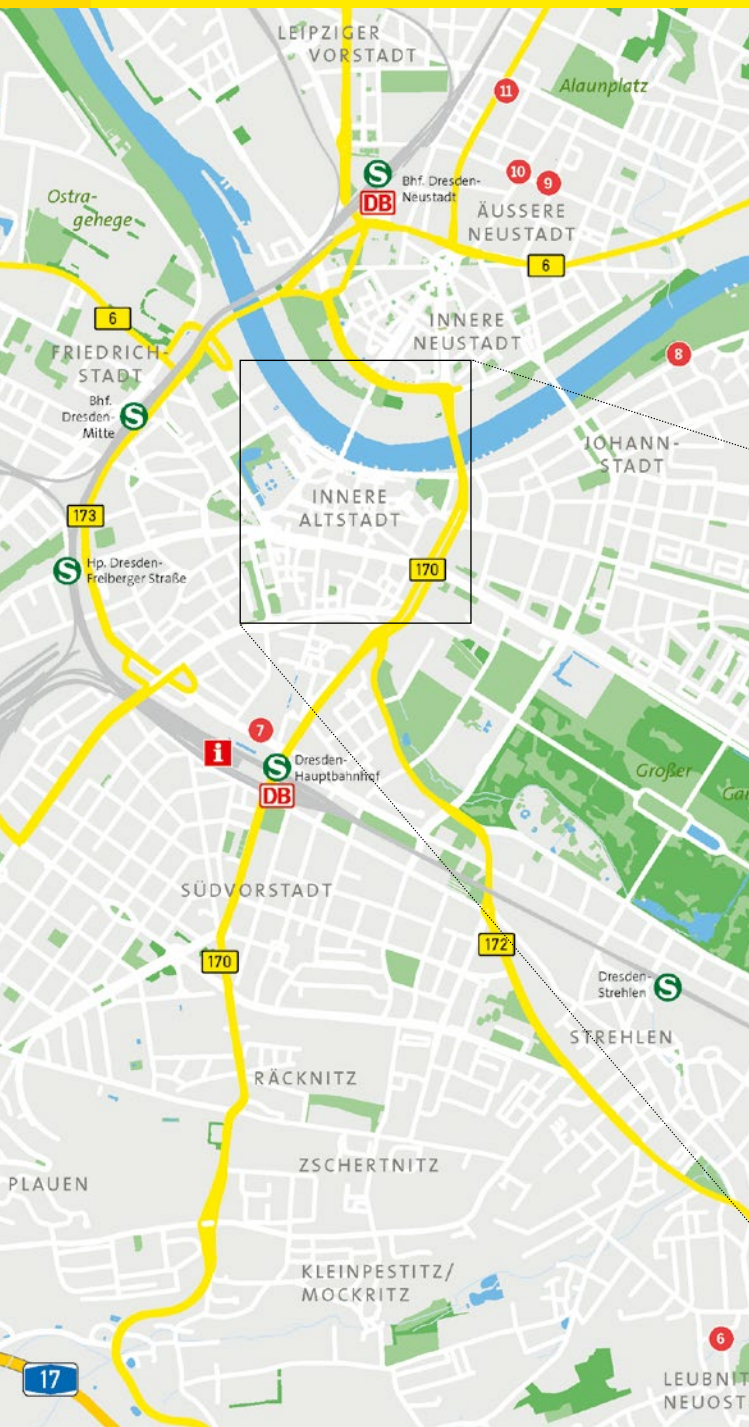 LEIPZIGER
VORSTADT
Alaunplatz
11
S
Bhf. Dresden-
Neustadt
DB
10
9
Ostra-
gehege
ÄUSSERE
NEUSTADT
6
6
INNERE
NEUSTADT
FRIEDRICH-
STADT
8
Bhf.
Dresden-
Mitte
S
JOHANN-
STADT
INNERE
ALTSTADT
173
170
S
Hp. Dresden-
Freiberger Straße
7
i
S
Dresden-
Hauptbahnhof
DB
Großer
SÜDVORSTADT
170
172
Dresden-
Strehlen
S
STREHLEN
RÄCKNITZ
ZSCHERTNITZ
PLAUEN
KLEINPESTITZ/
MOCKRITZ
6
17
LEUBNIT
NEUOST